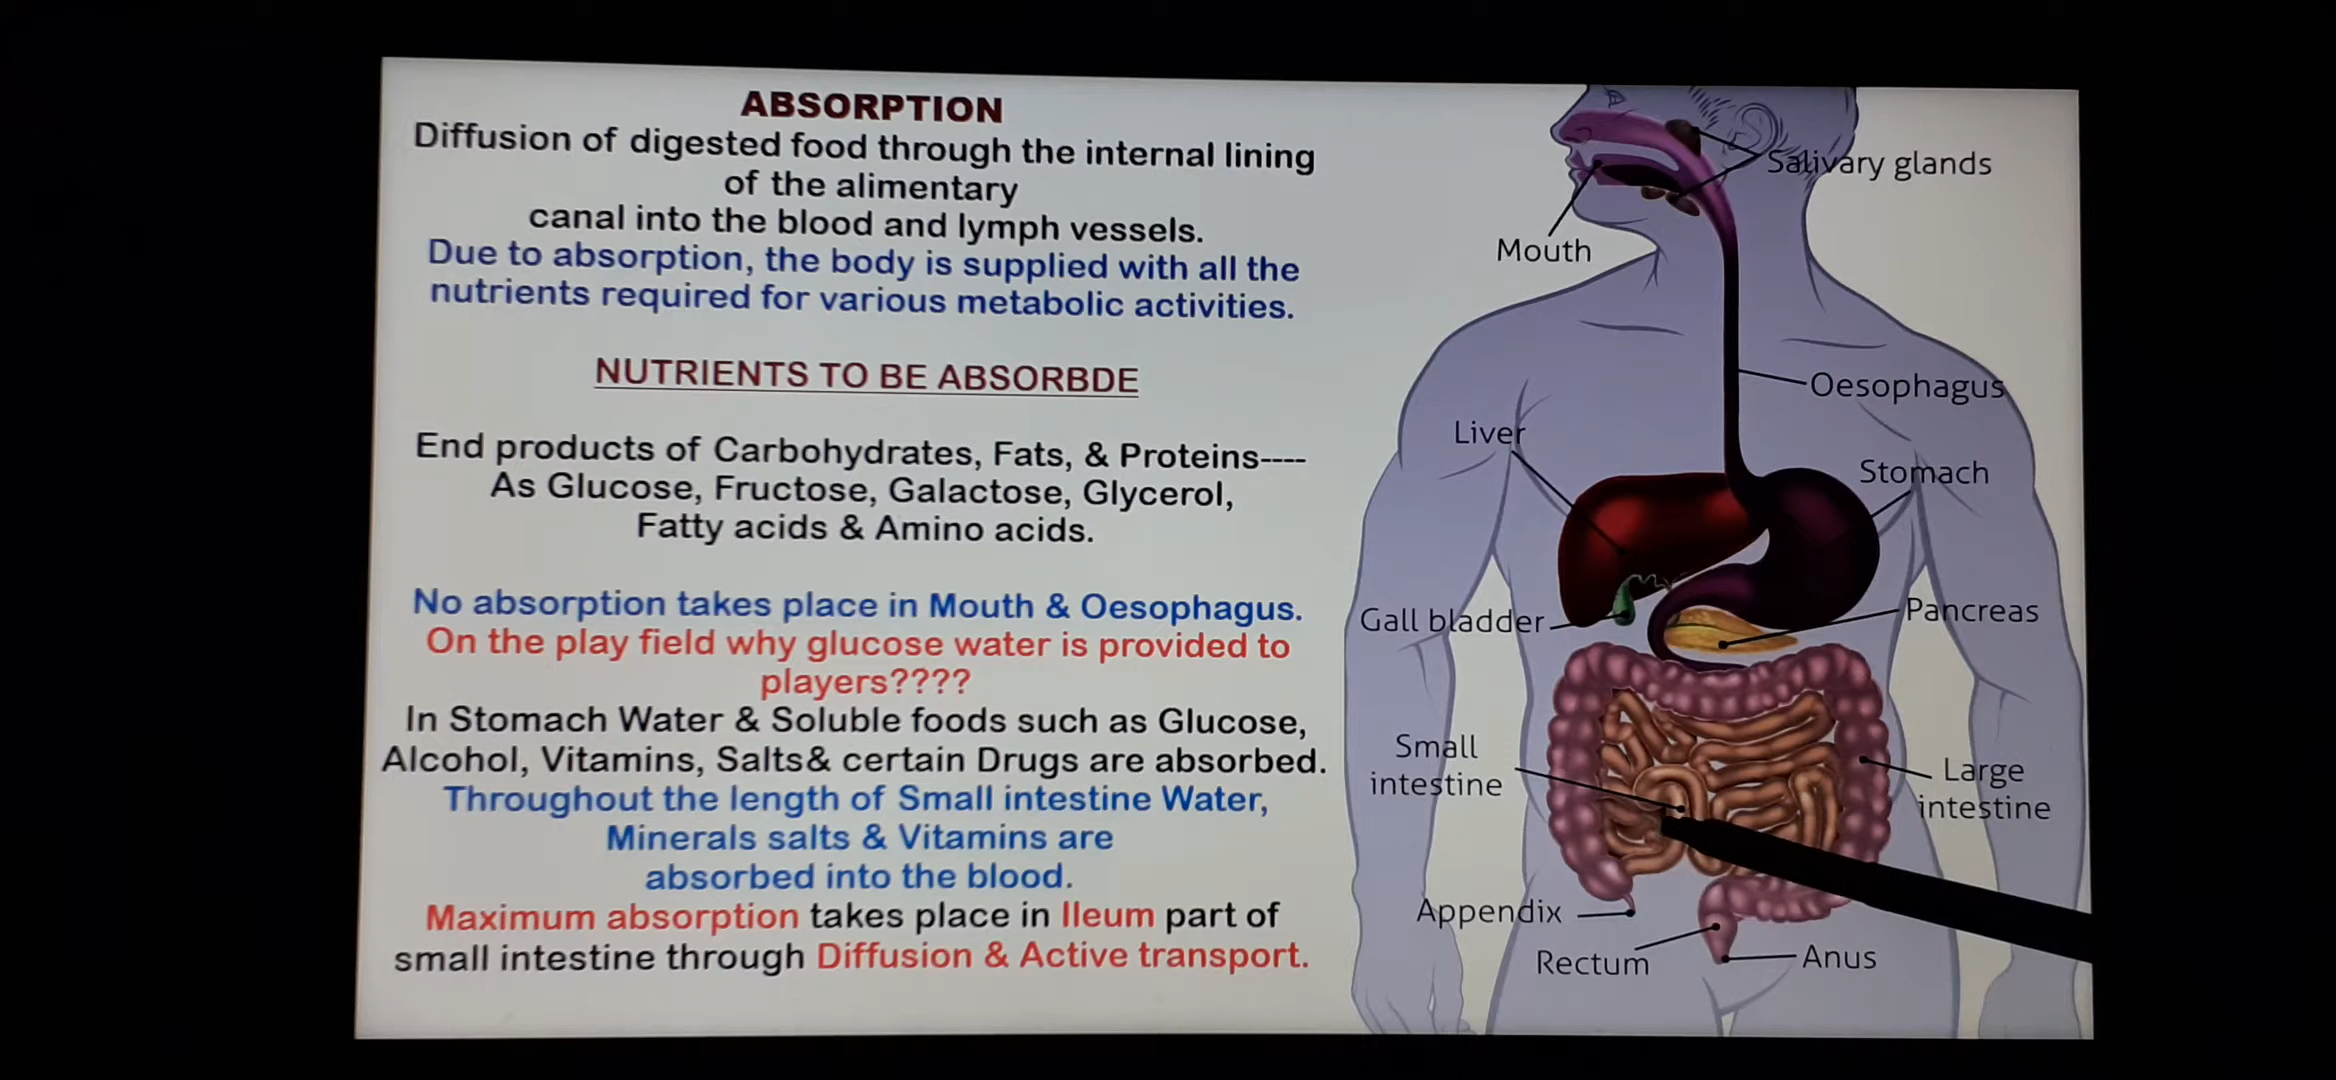 ABSORPTION
Diffusion of digested food through the internal lining
of the alimentary
canal into the blood and lymph vessels.
Due to absorption, the body is supplied with all the
nutrients required for various metabolic activities.
NUTRIENTS TO BE ABSORBDE
End products of Carbohydrates, Fats, & Proteins----
As Glucose, Fructose, Galactose, Glycerol,
Fatty acids & Amino acids.
No absorption takes place in Mouth & Oesophagus.
On the play field why glucose water is provided to
players????
In Stomach Water & Soluble foods such as Glucose,
Alcohol, Vitamins, Salts& certain Drugs are absorbed.
Throughout the length of Small intestine Water,
Minerals salts & Vitamins are
absorbed into the blood.
Maximum absorption takes place in Ileum part of
small intestine through Diffusion & Active transport.
Salivary glands
Mouth
Oesophagus
Liver
Stomach
Gall bladder
Pancreas
Small
intestine
Large
intestine
Appendix
Rectum
Anus